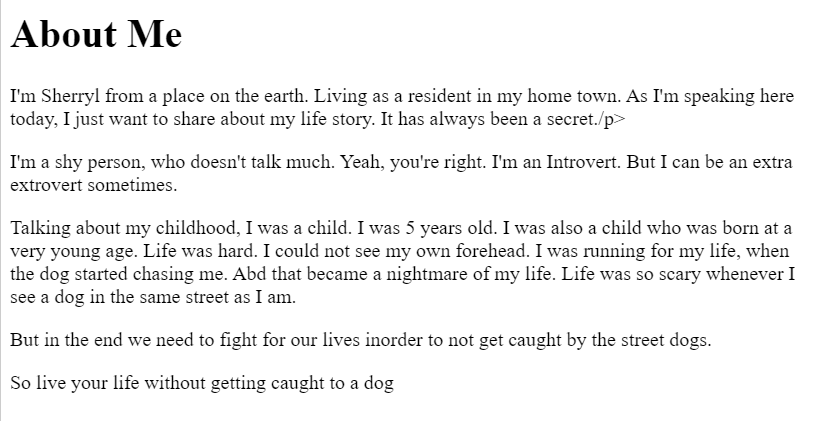 About Me
I'm Sherryl from a place on the earth. Living as a resident in my home town. As I'm speaking here
today, I just want to share about my life story. It has always been a secret./p>
I'm a shy person, who doesn't talk much. Yeah, you're right. I'm an Introvert. But I can be an extra
extrovert sometimes.
Talking about my childhood, I was a child. I was 5 years old. I was also a child who was born at a
very young age. Life was hard. I could not see my own forehead. I was running for my life, when
the dog started chasing me. Abd that became a nightmare of my life. Life was so scary whenever I
see a dog in the same street as I am.
But in the end we need to fight for our lives inorder to not get caught by the street dogs.
So live your life without getting caught to a dog